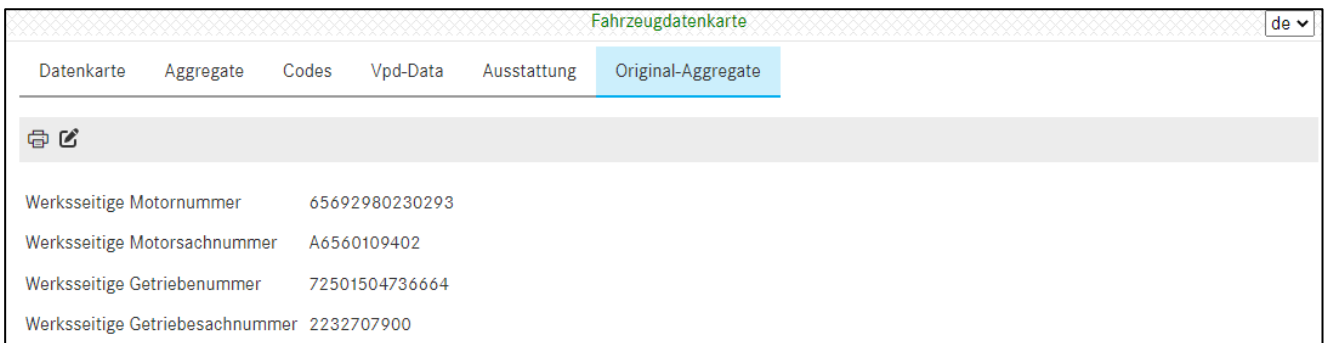 Fahrzeugdatenkarte
de
Datenkarte Aggregate Codes Vpd-Data Ausstattung Original-Aggregate
Werksseitige Motornummer 65692980230293
Werksseitige Motorsachnummer A6560109402
Werksseitige Getriebenummer 72501504736664
Werksseitige Getriebesachnummer 2232707900